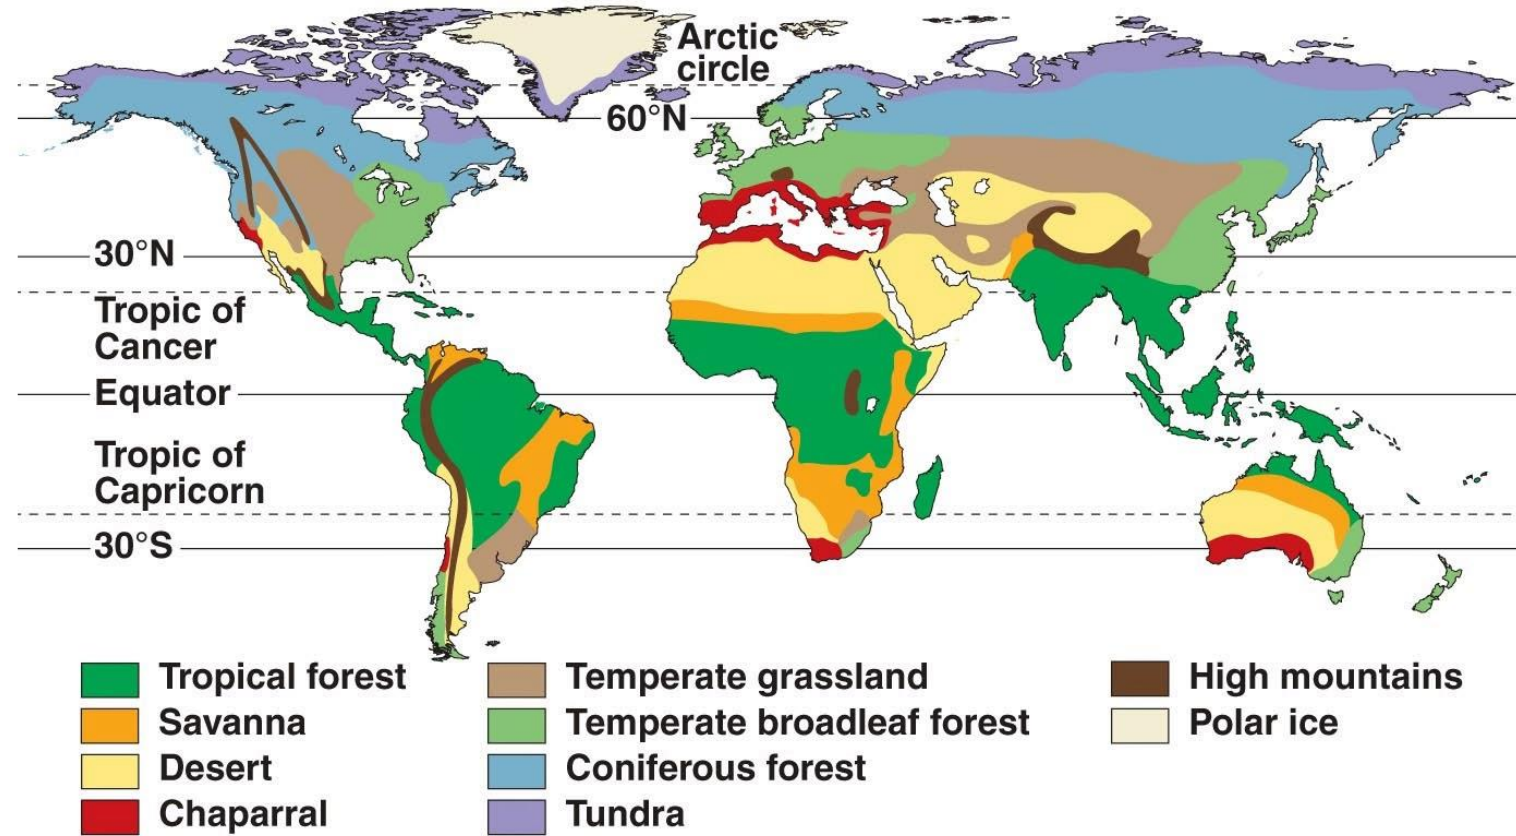 Arctic
circle
60°N
30°N
Tropic of
Cancer
Equator
Tropic of
Capricorn
30°S
Tropical forest
Savanna
Desert
Chaparral
Temperate grassland
Temperate broadleaf forest
Coniferous forest
Tundra
High mountains
Polar ice